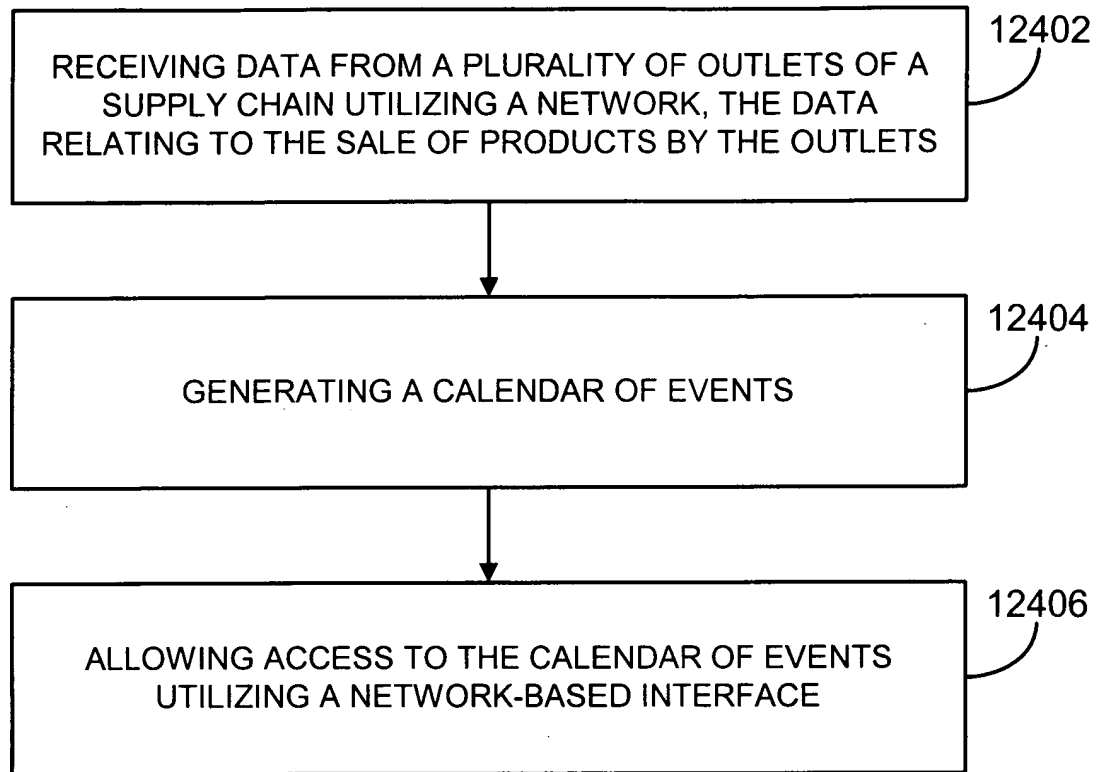 12402
RECEIVING DATA FROM A PLURALITY OF OUTLETS OF A
SUPPLY CHAIN UTILIZING A NETWORK, THE DATA
RELATING TO THE SALE OF PRODUCTS BY THE OUTLETS
12404
GENERATING A CALENDAR OF EVENTS
12406
ALLOWING ACCESS TO THE CALENDAR OF EVENTS
UTILIZING A NETWORK-BASED INTERFACE